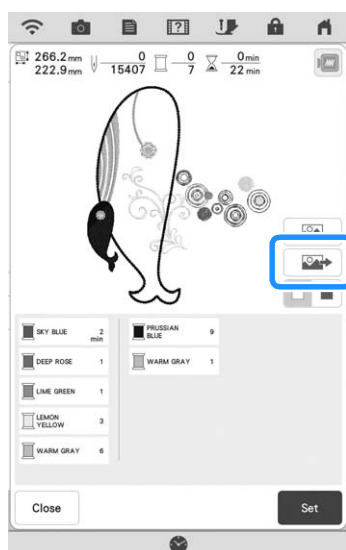 266.2 mm 0 0 0 min
222.9 mm 15407 7 22 min
SKY BLUE 2 min
DEEP ROSE 1
LIME GREEN 1
LEMON YELLOW 3
WARM GRAY 6
PRUSSIAN BLUE 9
WARM GRAY 1
Close Set